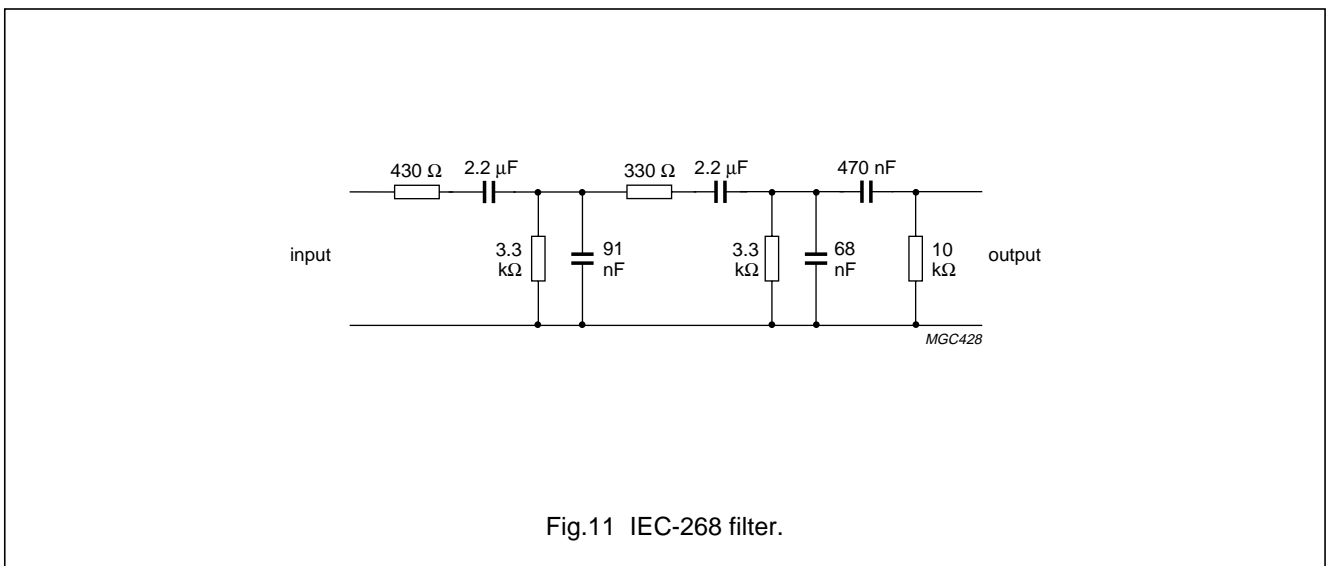 430 Ω
2.2 μF
330 Ω
2.2 μF
470 nF
input
3.3
kΩ
91
nF
3.3
kΩ
68
nF
10
kΩ
output
MGC428
Fig.11 IEC-268 filter.